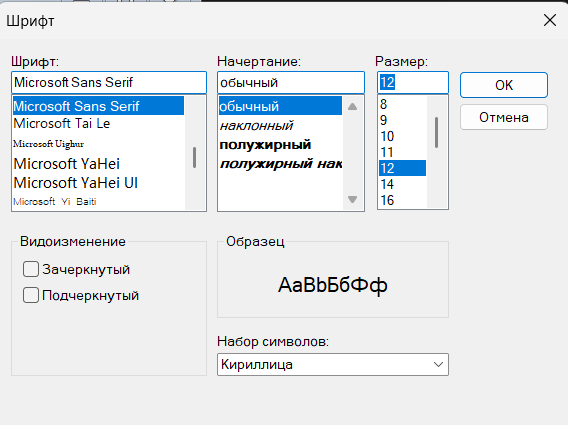 Шрифт
Шрифт:
Microsoft Sans Serif
Microsoft Sans Serif
Microsoft Tai Le
Microsoft Uighur
Microsoft YaHei
Microsoft YaHei UI
Microsoft Yi Baiti
Начертание:
обычный
обычный
наклонный
полужирный
полужирный нак
Размер:
12
8
9
10
11
12
14
16
OK
Отмена
Видоизменение
Зачеркнутый
Подчеркнутый
Образец
АаBbБбФф
Набор символов:
Кириллица